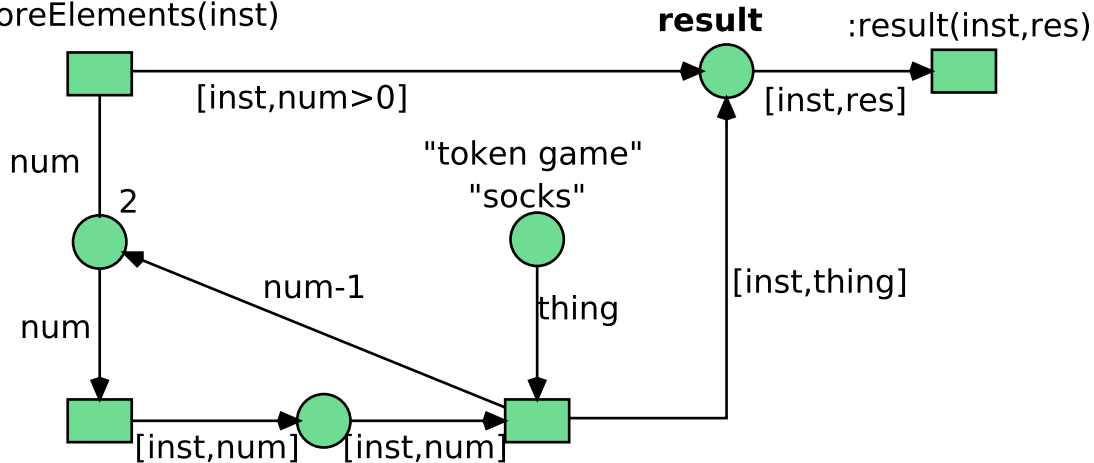 oreElements(inst)
result
:result(inst,res)
[inst,num>0]
[inst,res]
num
"token game"
2
"socks"
num-1
[inst,thing]
thing
num
[inst,num]
[inst,num]